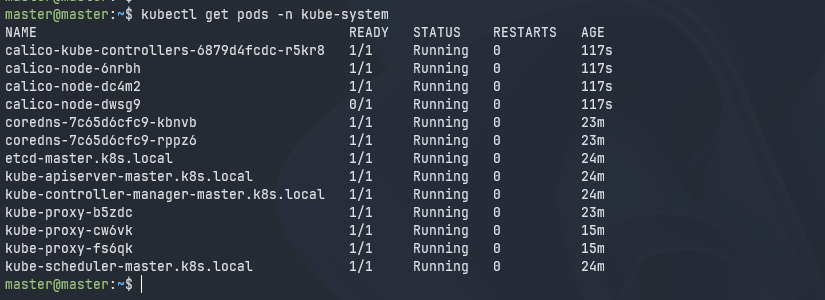 master@master:~$ kubectl get pods -n kube-system
NAME READY STATUS RESTARTS AGE
calico-kube-controllers-6879d4fcdc-r5kr8 1/1 Running 0 117s
calico-node-6nrbh 1/1 Running 0 117s
calico-node-dc4m2 1/1 Running 0 117s
calico-node-dwsg9 0/1 Running 0 117s
coredns-7c65d6cfc9-kbnvb 1/1 Running 0 23m
coredns-7c65d6cfc9-rppz6 1/1 Running 0 23m
etcd-master.k8s.local 1/1 Running 0 24m
kube-apiserver-master.k8s.local 1/1 Running 0 24m
kube-controller-manager-master.k8s.local 1/1 Running 0 24m
kube-proxy-b5zdc 1/1 Running 0 23m
kube-proxy-cw6vk 1/1 Running 0 15m
kube-proxy-fs6qk 1/1 Running 0 15m
kube-scheduler-master.k8s.local 1/1 Running 0 24m
master@master:~$